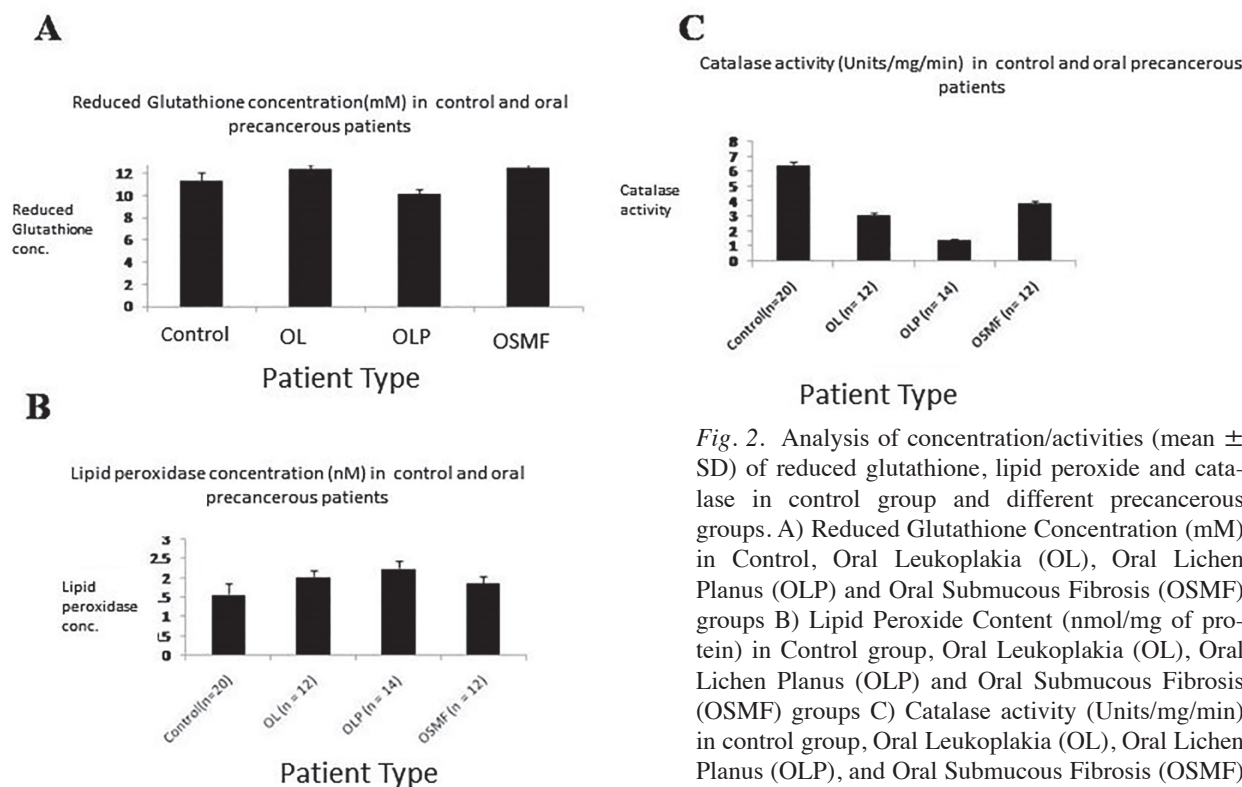 A
Reduced Glutathione concentration(mM) in control and oral
precancerous patients
Reduced
Glutathione
conc.
12
10
8
6
4
2
0
Control
OL
OLP
OSMF
Patient Type
B
Lipid peroxidase concentration (nM) in control and oral
precancerous patients
Lipid
peroxidase
conc.
3
2.5
2
.5
1
.5
0
Control(n=20)
OL (n = 12)
OLP (n = 14)
OSMF (n = 12)
Patient Type
C
Catalase activity (Units/mg/min) in control and oral precancerous
patients
Catalase
activity
8
7
6
5
4
3
2
1
0
Control(n=20)
OL (n= 12)
OLP (n= 14)
OSMF (n= 12)
Patient Type
Fig. 2. Analysis of concentration/activities (mean ±
SD) of reduced glutathione, lipid peroxide and cata-
lase in control group and different precancerous
groups. A) Reduced Glutathione Concentration (mM)
in Control, Oral Leukoplakia (OL), Oral Lichen
Planus (OLP) and Oral Submucous Fibrosis (OSMF)
groups B) Lipid Peroxide Content (nmol/mg of pro-
tein) in Control group, Oral Leukoplakia (OL), Oral
Lichen Planus (OLP) and Oral Submucous Fibrosis
(OSMF) groups C) Catalase activity (Units/mg/min)
in control group, Oral Leukoplakia (OL), Oral Lichen
Planus (OLP), and Oral Submucous Fibrosis (OSMF)